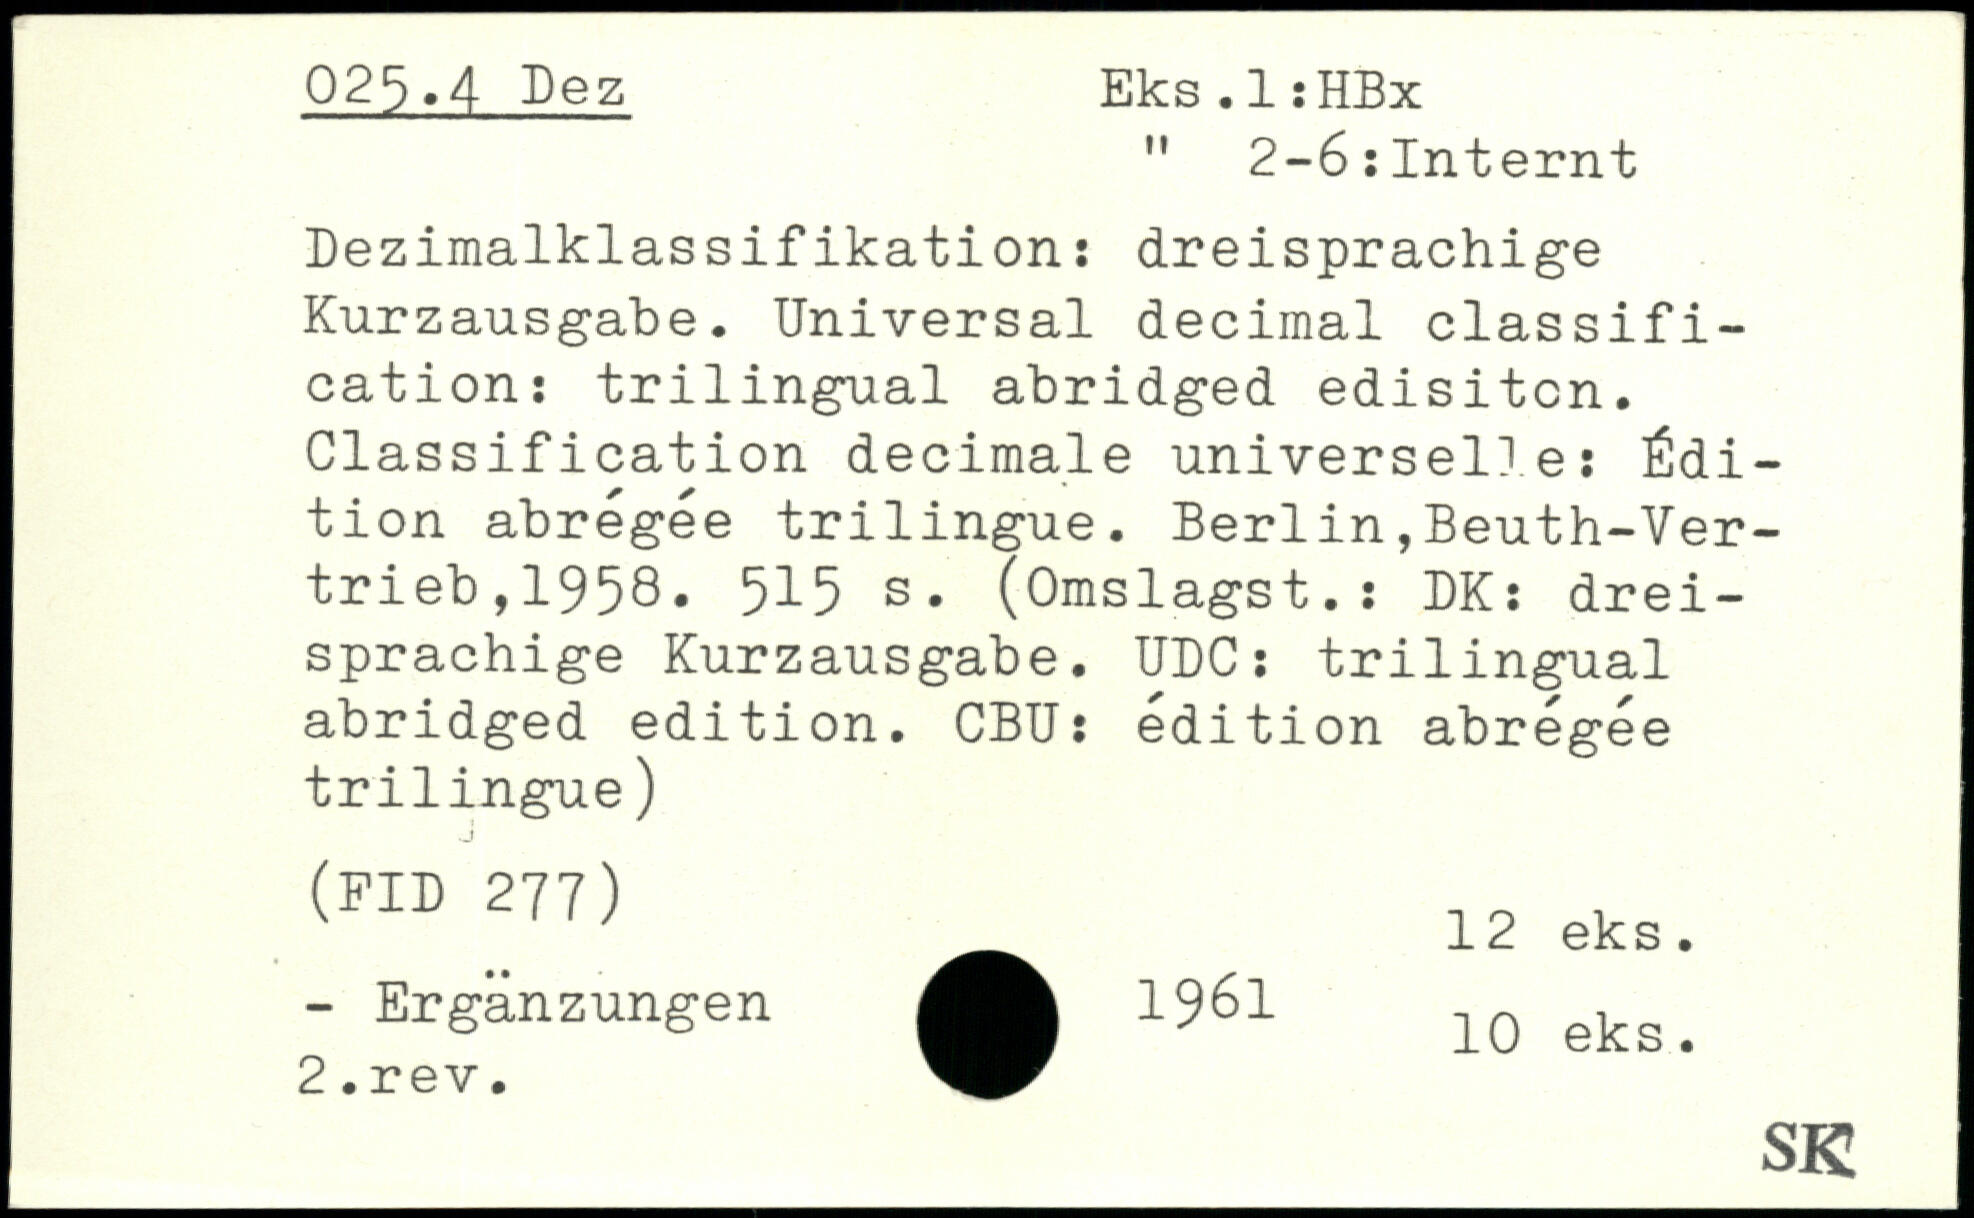 025.4 Dez
Eks.1:HBx
" 2-6:Internt
Dezimalklassifikation: dreisprachige
Kurzausgabe. Universal decimal classifi-
cation: trilingual abridged edisiton.
Classification decimale universelle: Édi-
tion abrégée trilingue. Berlin,Beuth-Ver-
trieb,1958. 515 s. (Omslagst.: DK: drei-
sprachige Kurzausgabe. UDC: trilingual
abridged edition. CBU: édition abrégée
trilingue)
(FID 277)
12 eks.
- Ergänzungen 1961
10 eks.
2.rev.
SK